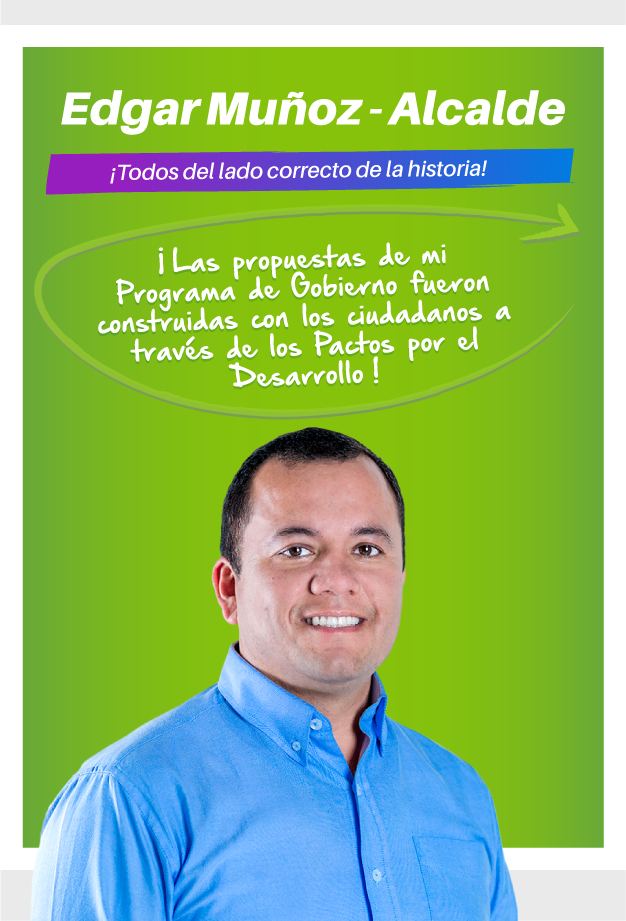 Edgar Muñoz - Alcalde
¡Todos del lado correcto de la historia!
¡Las propuestas de mi
Programa de Gobierno fueron
construidas con los ciudadanos a
través de los Pactos por el
Desarrollo!